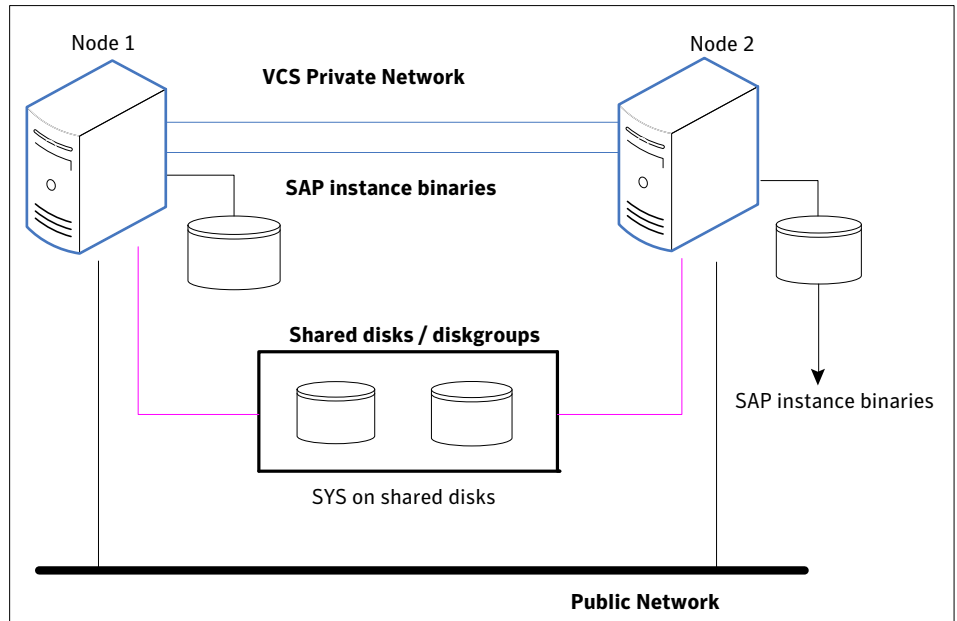 Node 1
Node 2
VCS Private Network
SAP instance binaries
Shared disks / diskgroups
SAP instance binaries
SYS on shared disks
Public Network